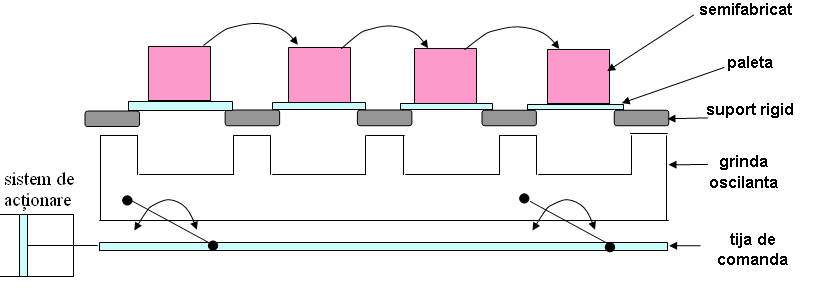 semifabricat
paleta
suport rigid
grinda
oscilanta
sistem de
acționare
tija de
comanda